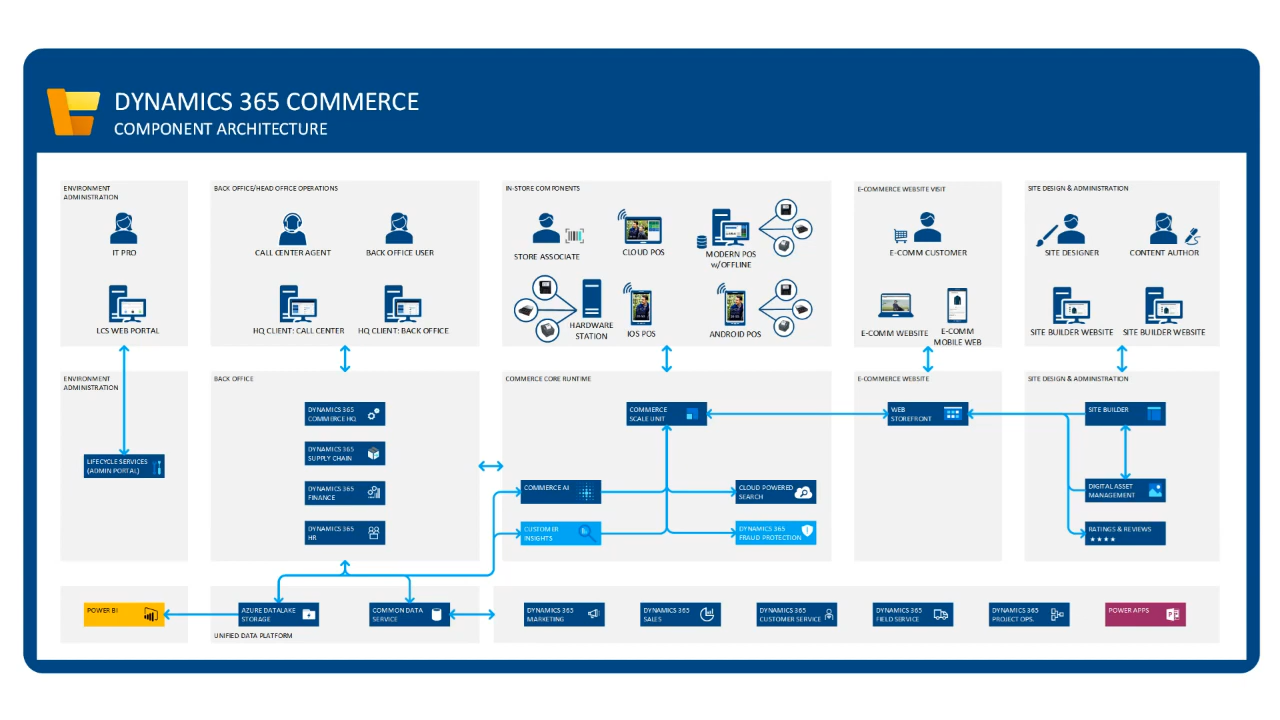 DYNAMICS 365 COMMERCE
COMPONENT ARCHITECTURE
ENVIRONMENT
ADMINISTRATION
IT PRO
LCS WEB PORTAL
BACK OFFICE/HEAD OFFICE OPERATIONS
CALL CENTER AGENT
BACK OFFICE USER
HQ CLIENT: CALL CENTER
HQ CLIENT: BACK OFFICE
IN-STORE COMPONENTS
STORE ASSOCIATE
CLOUD POS
MODERN POS
w/OFFLINE
HARDWARE
STATION
IOS POS
ANDROID POS
E-COMMERCE WEBSITE VISIT
E-COMM CUSTOMER
E-COMM WEBSITE
E-COMM
MOBILE WEB
SITE DESIGN & ADMINISTRATION
SITE DESIGNER
CONTENT AUTHOR
SITE BUILDER WEBSITE
SITE BUILDER WEBSITE
ENVIRONMENT
ADMINISTRATION
LIFECYCLE SERVICES
(ADMIN PORTAL)
BACK OFFICE
DYNAMICS 365
COMMERCE HQ
DYNAMICS 365
SUPPLY CHAIN
DYNAMICS 365
FINANCE
DYNAMICS 365
HR
COMMERCE CORE RUNTIME
COMMERCE
SCALE UNIT
COMMERCE AI
CLOUD POWERED
SEARCH
CUSTOMER
INSIGHTS
DYNAMICS 365
FRAUD PROTECTION
E-COMMERCE WEBSITE
WEB
STOREFRONT
SITE DESIGN & ADMINISTRATION
SITE BUILDER
DIGITAL ASSET
MANAGEMENT
RATINGS & REVIEWS
★★★★
POWER BI
AZURE DATALAKE
STORAGE
COMMON DATA
SERVICE
UNIFIED DATA PLATFORM
DYNAMICS 365
MARKETING
DYNAMICS 365
SALES
DYNAMICS 365
CUSTOMER SERVICE
DYNAMICS 365
FIELD SERVICE
DYNAMICS 365
PROJECT OPS.
POWER APPS